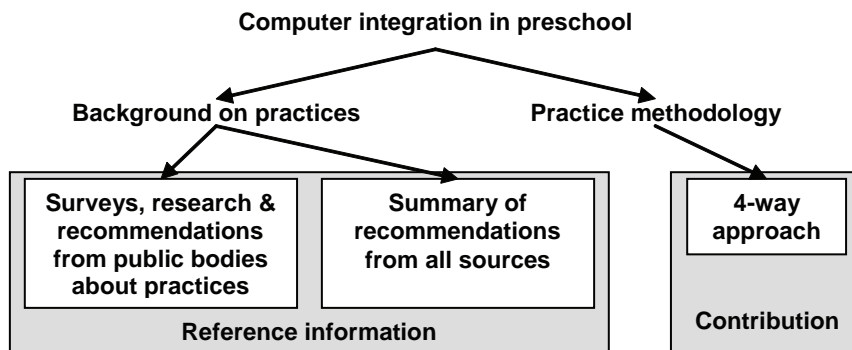 Computer integration in preschool
Background on practices
Practice methodology
Surveys, research &
recommendations
from public bodies
about practices
Summary of
recommendations
from all sources
4-way
approach
Reference information
Contribution